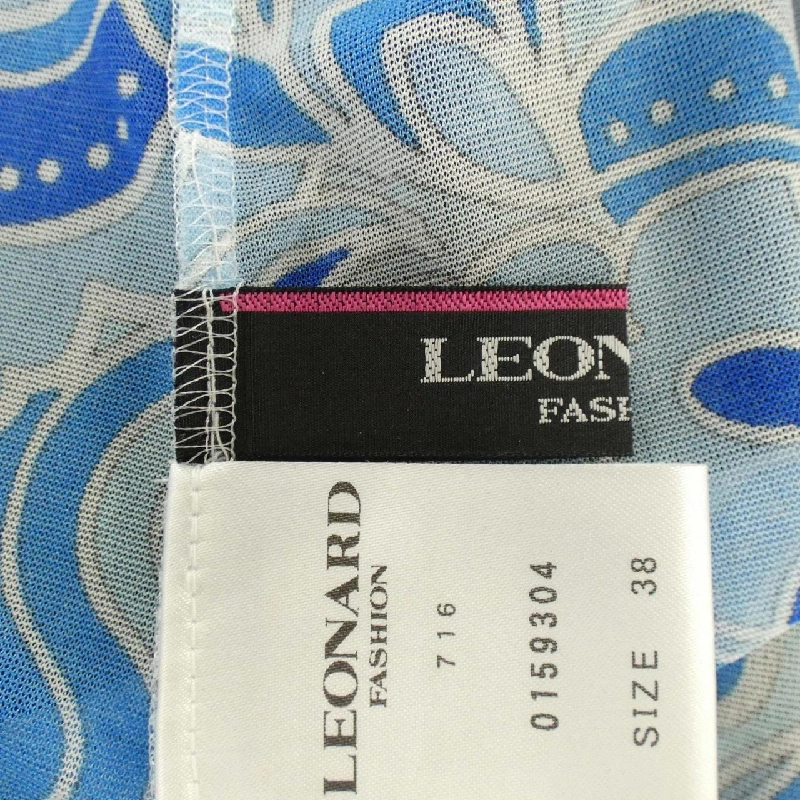 LEON
FASH
LEONARD
FASHION
716
0159304
SIZE 38